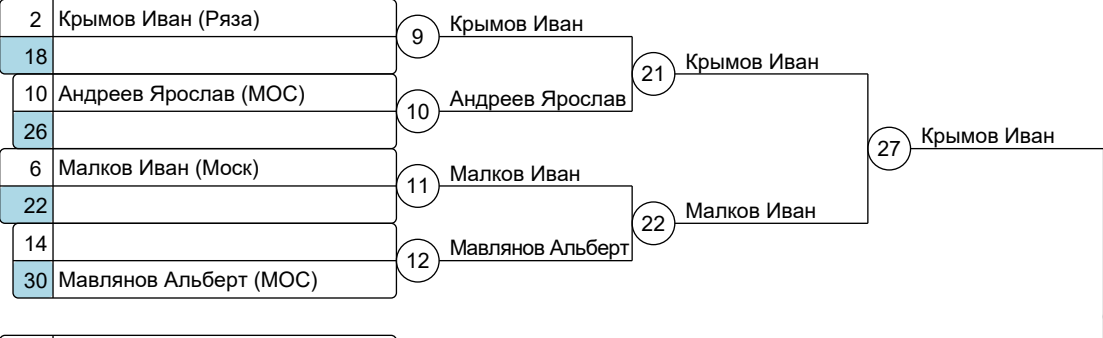 2 Крымов Иван (Ряза)
18
10 Андреев Ярослав (МОС)
26
6 Малков Иван (Моск)
22
14
30 Мавлянов Альберт (МОС)
9 Крымов Иван
10 Андреев Ярослав
11 Малков Иван
12 Мавлянов Альберт
21 Крымов Иван
22 Малков Иван
27 Крымов Иван